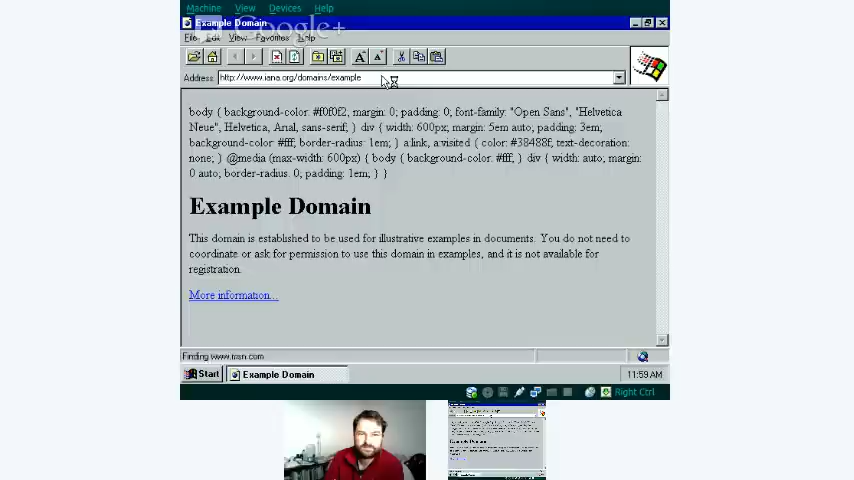 Machine View Devices Help
Google+
Example Domain
File Edit View Favorites Help
Address http://www.iana.org/domains/example
body { background-color: #f0f0f2; margin: 0; padding: 0; font-family: "Open Sans", "Helvetica
Neue", Helvetica, Arial, sans-serif; } div { width: 600px; margin: 5em auto; padding: 3em;
background-color: #fff; border-radius: 1em; } a:link, a:visited { color: #38488f; text-decoration:
none; } @media (max-width: 600px) { body { background-color: #fff; } div { width: auto; margin:
0 auto; border-radius: 0; padding: 1em; } }
Example Domain
This domain is established to be used for illustrative examples in documents. You do not need to
coordinate or ask for permission to use this domain in examples, and it is not available for
registration.
More information...
Finding www.msn.com
Start Example Domain 11:59 AM
Right Ctrl